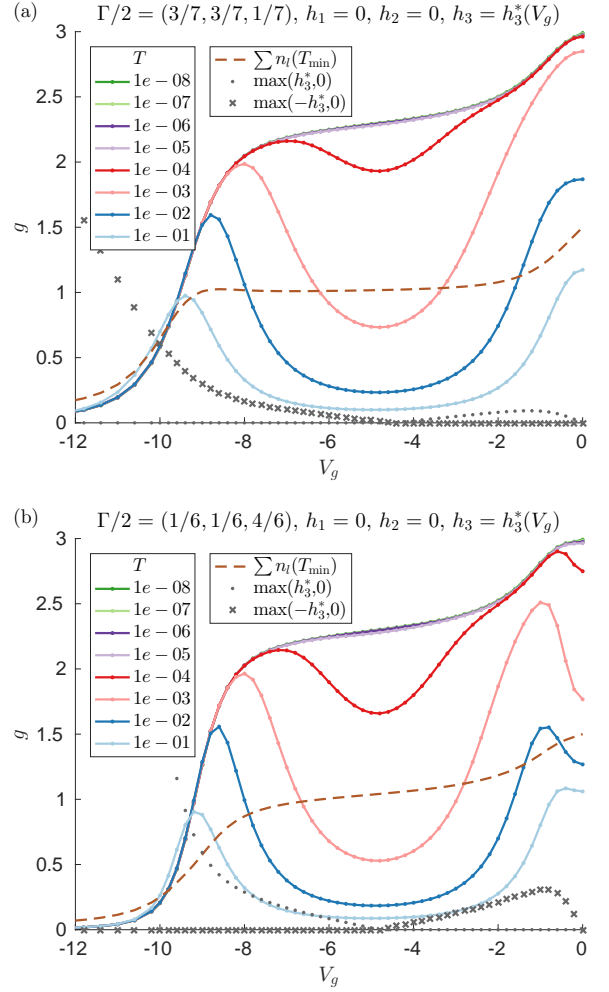 (a)
Γ/2 = (3/7, 3/7, 1/7), h₁ = 0, h₂ = 0, h₃ = h₃*(V_g)
3
2.5
2
1.5
1
0.5
0
g
T
1e − 08
1e − 07
1e − 06
1e − 05
1e − 04
1e − 03
1e − 02
1e − 01
∑ n_l(T_min)
max(h₃*,0)
max(−h₃*,0)
-12 -10 -8 -6 -4 -2 0
V_g
(b)
Γ/2 = (1/6, 1/6, 4/6), h₁ = 0, h₂ = 0, h₃ = h₃*(V_g)
3
2.5
2
1.5
1
0.5
0
g
T
1e − 08
1e − 07
1e − 06
1e − 05
1e − 04
1e − 03
1e − 02
1e − 01
∑ n_l(T_min)
max(h₃*,0)
max(−h₃*,0)
-12 -10 -8 -6 -4 -2 0
V_g